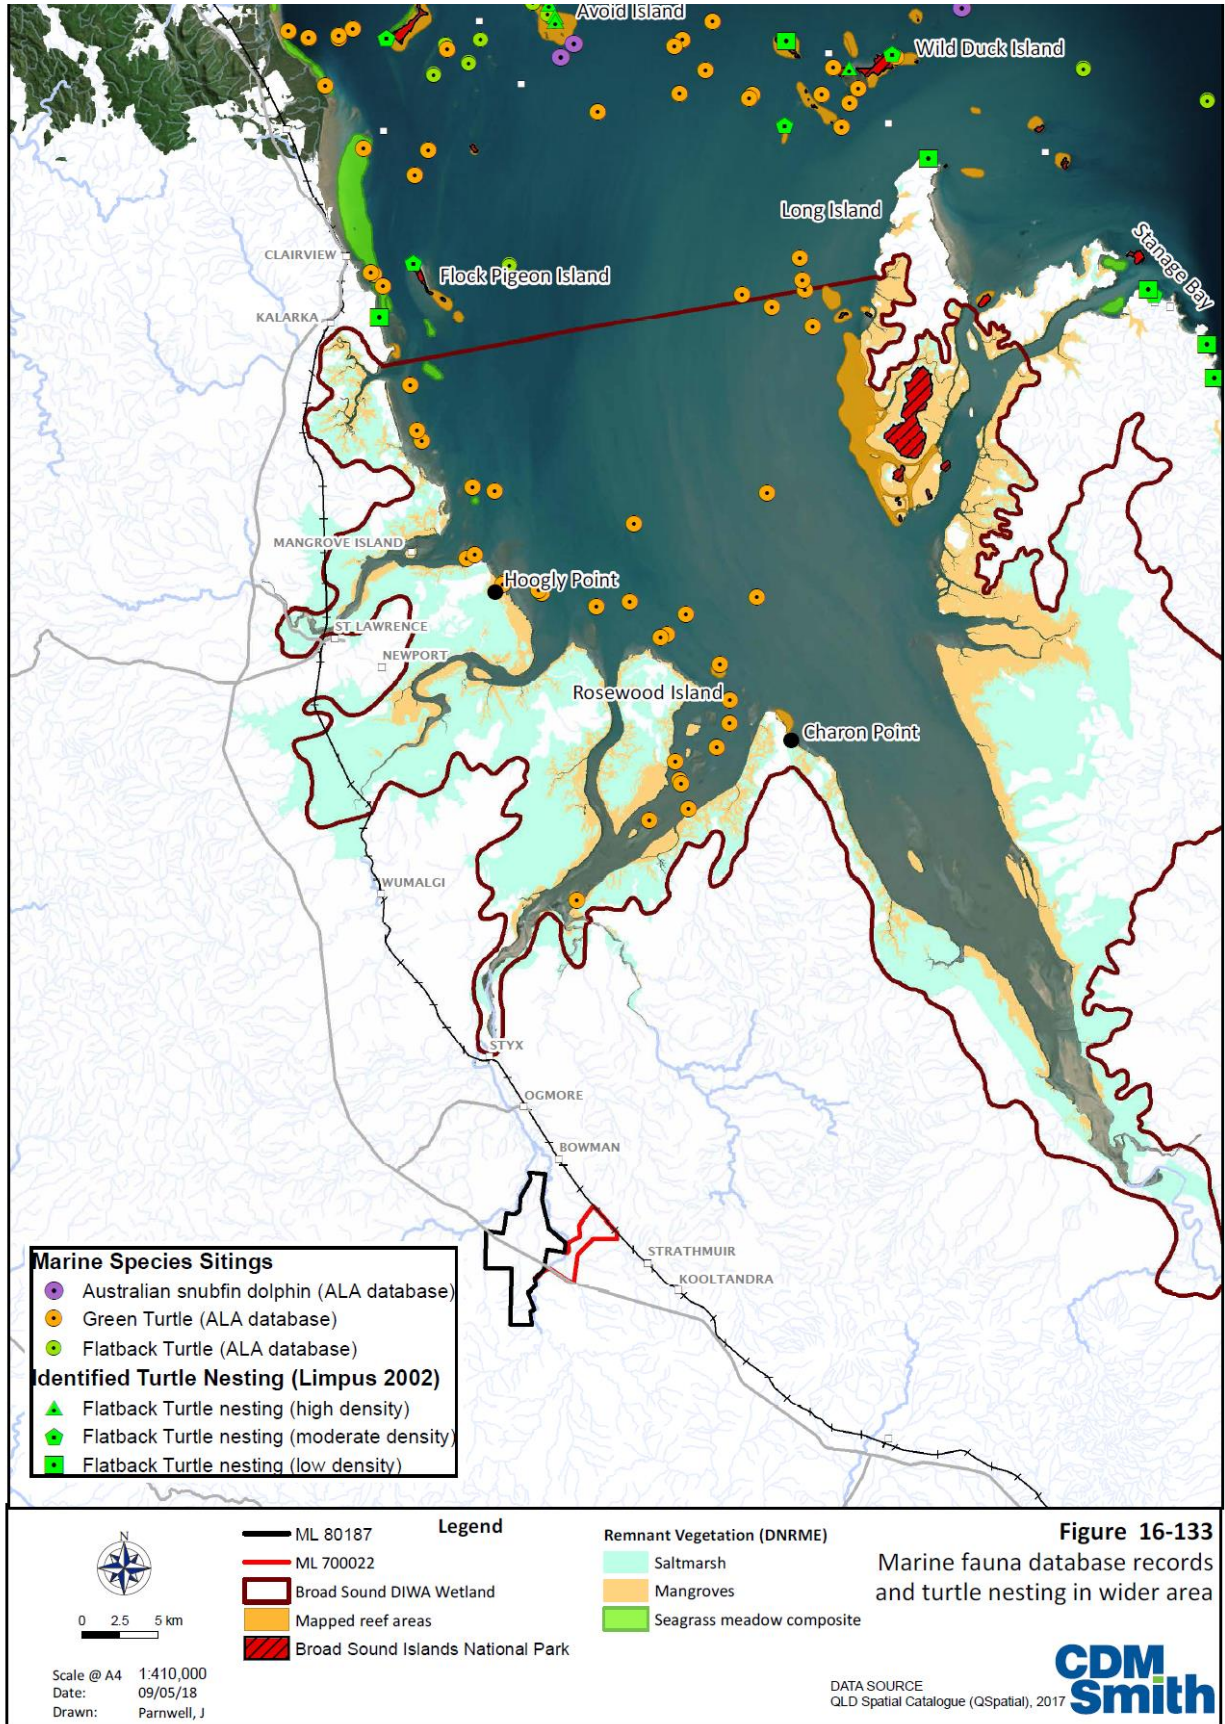 Avoid Island
Wild Duck Island
Long Island
Stanage Bay
CLAIRVIEW
Flock Pigeon Island
KALARKA
MANGROVE ISLAND
Hoogly Point
ST LAWRENCE
NEWPORT
Rosewood Island
Charon Point
WUMALGI
STYX
OGMORE
BOWMAN
STRATHMUIR
KOOLTANDRA
Marine Species Sitings
Australian snubfin dolphin (ALA database)
Green Turtle (ALA database)
Flatback Turtle (ALA database)
Identified Turtle Nesting (Limpus 2002)
Flatback Turtle nesting (high density)
Flatback Turtle nesting (moderate density)
Flatback Turtle nesting (low density)
N
0 2.5 5 km
Scale @ A4 1:410,000
Date: 09/05/18
Drawn: Parnwell, J
Legend
ML 80187
ML 700022
Broad Sound DIWA Wetland
Mapped reef areas
Broad Sound Islands National Park
Remnant Vegetation (DNRME)
Saltmarsh
Mangroves
Seagrass meadow composite
Figure 16-133
Marine fauna database records
and turtle nesting in wider area
DATA SOURCE
QLD Spatial Catalogue (QSpatial), 2017
CDM
Smith